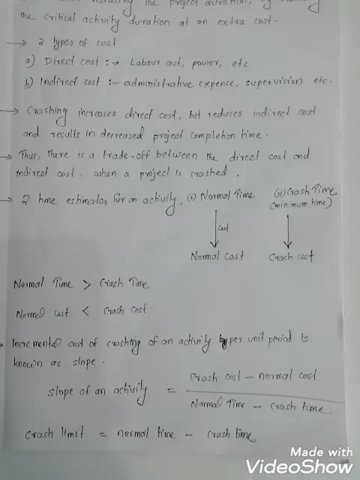 the project duration, by
the critical activity duration at an extra cost.
→ 2 types of cost
a) Direct cost :→ Labour cost, power, etc
b) Indirect cost :- administrative expense, supervision etc.
→ Crashing increases direct cost, but reduces indirect cost
and results in decreased project completion time.
→ Thus, there is a trade-off between the direct cost and
indirect cost, when a project is crashed.
→ 2 time estimates for an activity. (i) Normal Time (ii) Crash Time
(minimum time)
cost
Normal Cost Crash cost
Normal Time > Crash Time
Normal cost < Crash cost.
Incremental cost of crashing of an activity per unit period is
known as slope.
Slope of an activity = Crash cost - normal cost
Normal Time - crash time
crash limit = normal time - Crash time
Made with
VideoShow